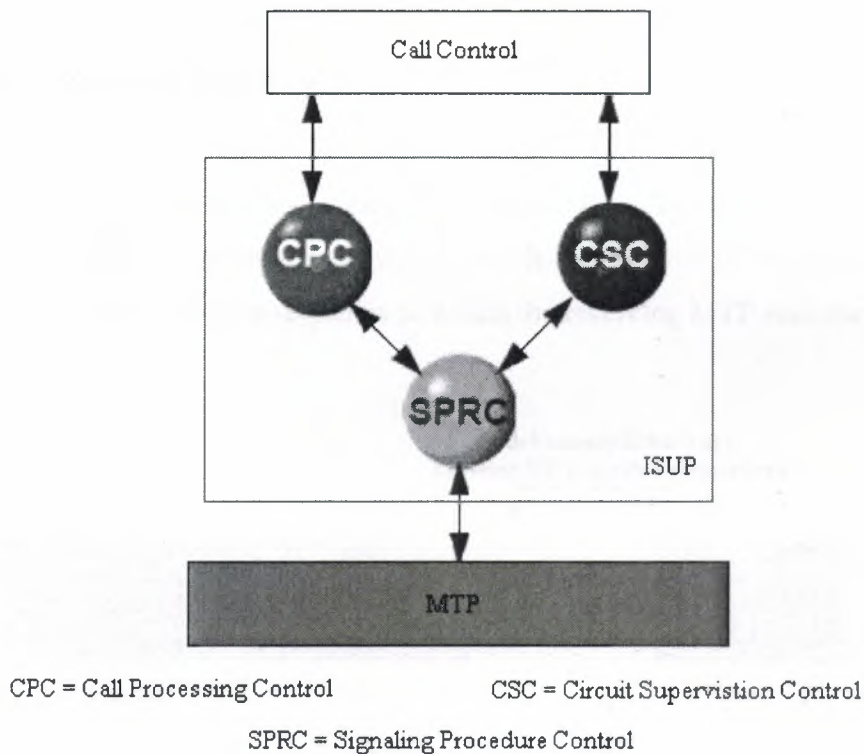 Call Control
CPC
CSC
SPRC
ISUP
MTP
CPC = Call Processing Control
CSC = Circuit Supervistion Control
SPRC = Signaling Procedure Control